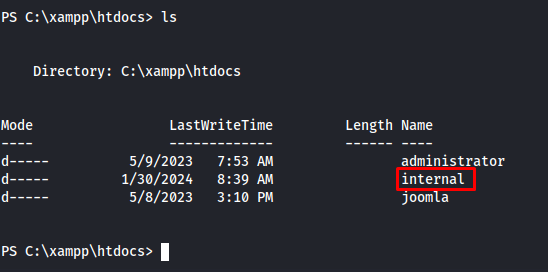 PS C:\xampp\htdocs> ls
Directory: C:\xampp\htdocs
Mode LastWriteTime Length Name
---- ------------- ------ ----
d----- 5/9/2023 7:53 AM administrator
d----- 1/30/2024 8:39 AM internal
d----- 5/8/2023 3:10 PM joomla
PS C:\xampp\htdocs>